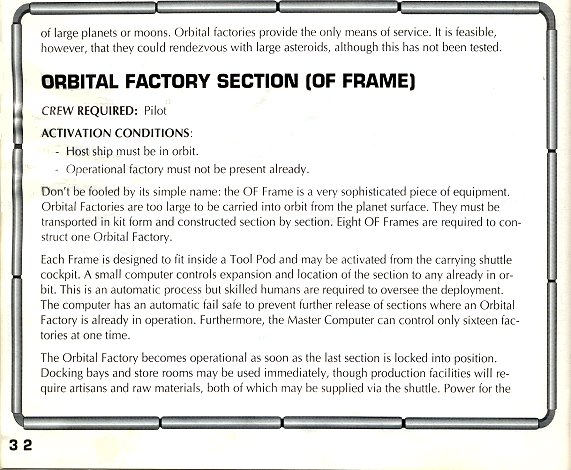 of large planets or moons. Orbital factories provide the only means of service. It is feasible,
however, that they could rendezvous with large asteroids, although this has not been tested.
ORBITAL FACTORY SECTION (OF FRAME)
CREW REQUIRED: Pilot
ACTIVATION CONDITIONS:
- Host ship must be in orbit.
- Operational factory must not be present already.
Don't be fooled by its simple name: the OF Frame is a very sophisticated piece of equipment.
Orbital Factories are too large to be carried into orbit from the planet surface. They must be
transported in kit form and constructed section by section. Eight OF Frames are required to con-
struct one Orbital Factory.
Each Frame is designed to fit inside a Tool Pod and may be activated from the carrying shuttle
cockpit. A small computer controls expansion and location of the section to any already in or-
bit. This is an automatic process but skilled humans are required to oversee the deployment.
The computer has an automatic fail safe to prevent further release of sections where an Orbital
Factory is already in operation. Furthermore, the Master Computer can control only sixteen fac-
tories at one time.
The Orbital Factory becomes operational as soon as the last section is locked into position.
Docking bays and store rooms may be used immediately, though production facilities will re-
quire artisans and raw materials, both of which may be supplied via the shuttle. Power for the
3 2